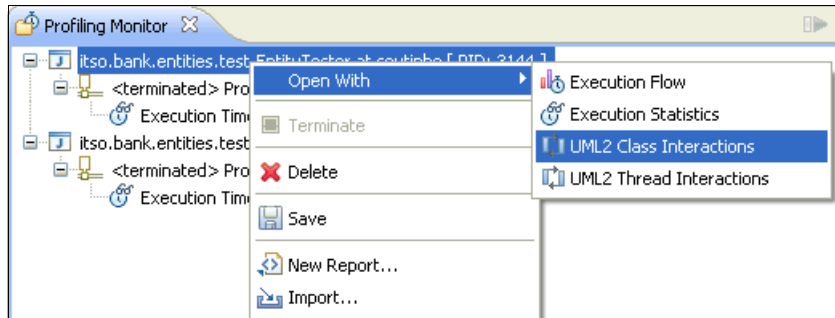 Profiling Monitor
itso.bank.entities.test.EntityTester at coutinho [ PID: 3144 ]
<terminated> Pro
Execution Time
itso.bank.entities.test
<terminated> Pro
Execution Time
Open With
Terminate
Delete
Save
New Report...
Import...
Execution Flow
Execution Statistics
UML2 Class Interactions
UML2 Thread Interactions